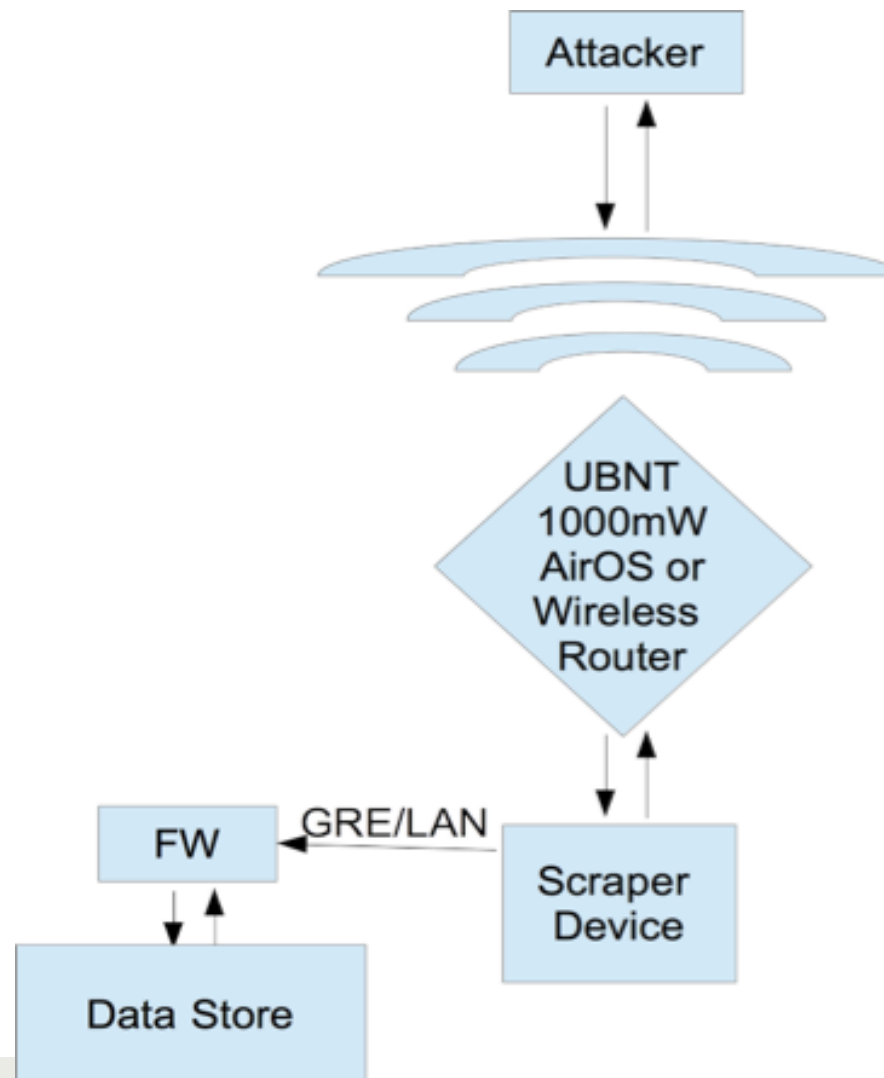 Attacker
UBNT
1000mW
AirOS or
Wireless
Router
GRE/LAN
FW
Scraper
Device
Data Store